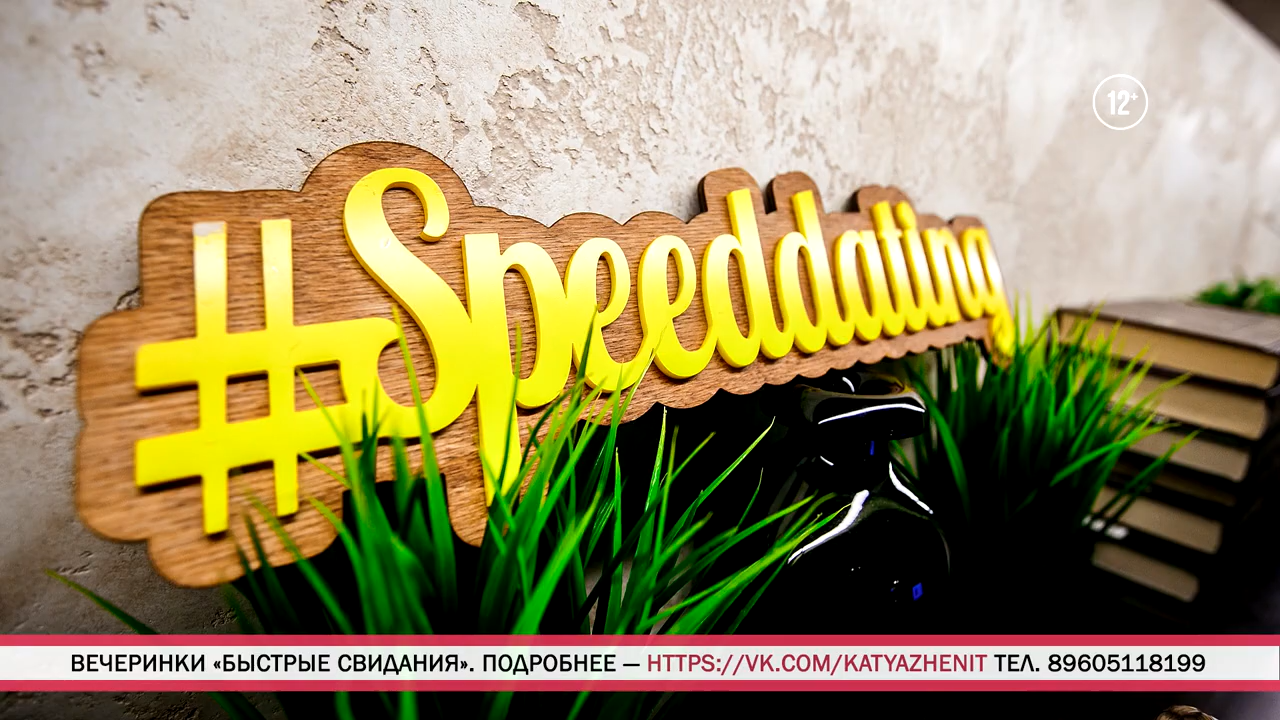 12+
#Speeddating
ВЕЧЕРИНКИ «БЫСТРЫЕ СВИДАНИЯ». ПОДРОБНЕЕ — HTTPS://VK.COM/KATYAZHENIT ТЕЛ. 89605118199